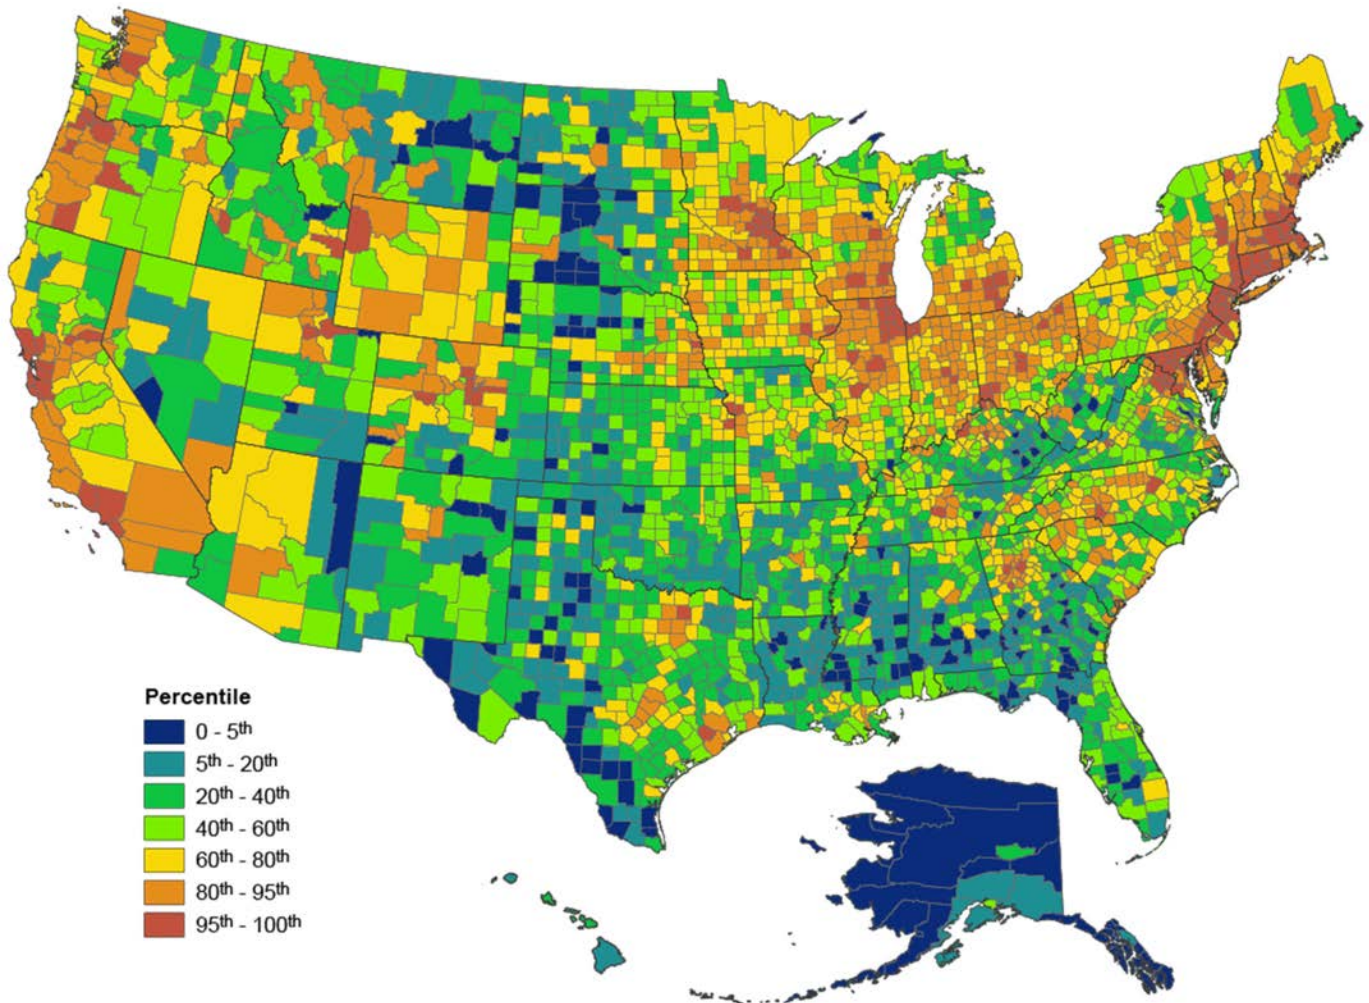 Percentile
0 - 5th
5th - 20th
20th - 40th
40th - 60th
60th - 80th
80th - 95th
95th - 100th